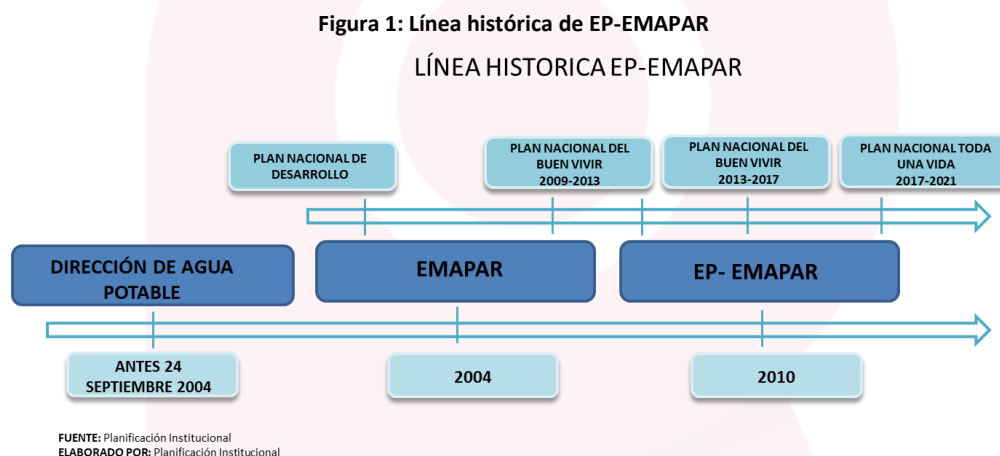 Figura 1: Línea histórica de EP-EMAPAR
LÍNEA HISTORICA EP-EMAPAR
PLAN NACIONAL DE
DESARROLLO
PLAN NACIONAL DEL
BUEN VIVIR
2009-2013
PLAN NACIONAL DEL
BUEN VIVIR
2013-2017
PLAN NACIONAL TODA
UNA VIDA
2017-2021
DIRECCIÓN DE AGUA
POTABLE
EMAPAR
EP- EMAPAR
ANTES 24
SEPTIEMBRE 2004
2004
2010
FUENTE: Planificación Institucional
ELABORADO POR: Planificación Institucional